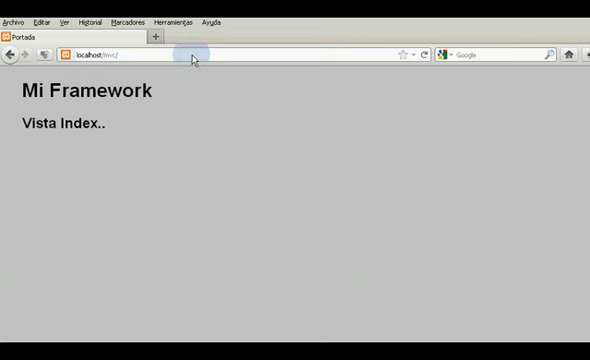 Archivo Editar Ver Historial Marcadores Herramientas Ayuda
Portada +
localhost/mvc/ Google
Mi Framework
Vista Index..